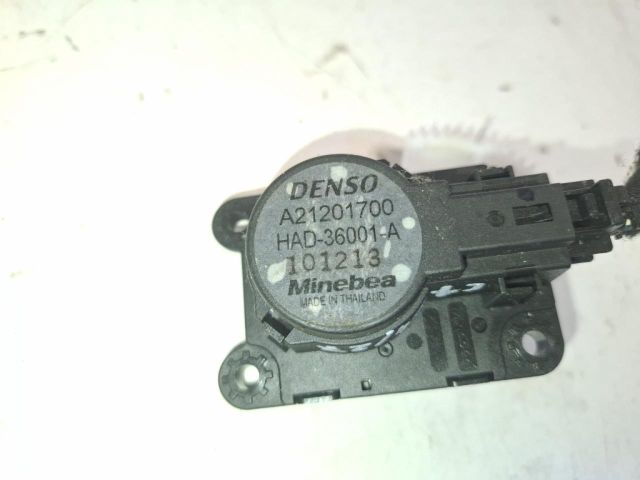 DENSO
A21201700
HAD-36001-A
101213
Minebea
MADE IN THAILAND